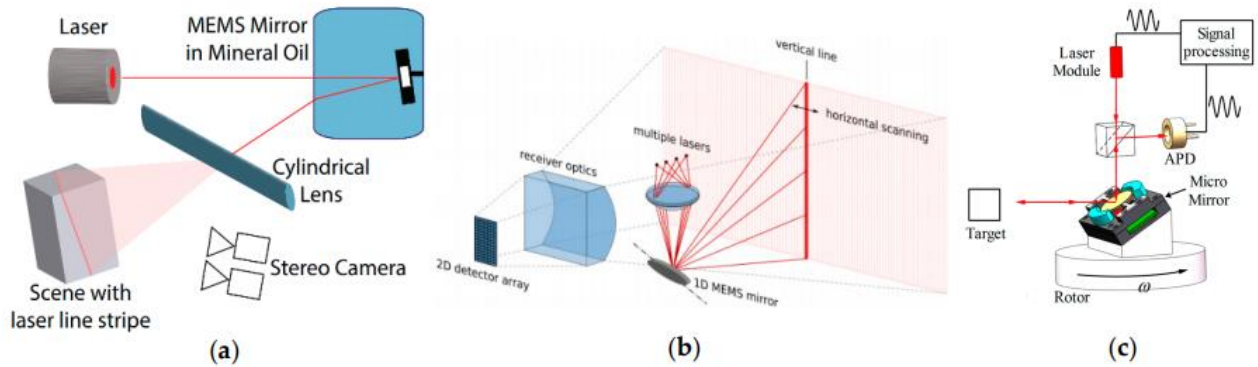 Laser
MEMS Mirror
in Mineral Oil
Cylindrical
Lens
Stereo Camera
Scene with
laser line stripe
(a)
vertical line
horizontal scanning
multiple lasers
receiver optics
2D detector array
1D MEMS mirror
(b)
Signal
processing
Laser
Module
APD
Micro
Mirror
Target
Rotor
ω
(c)